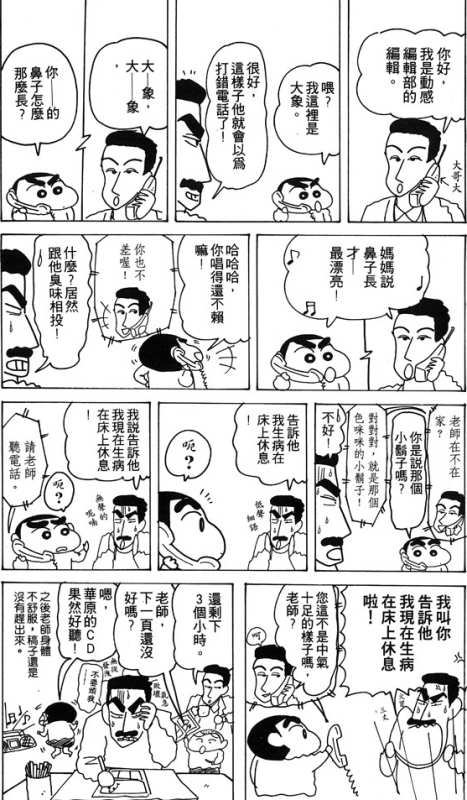 你好，
我是動感
編輯部的
編輯。
大哥大
喂？
我這裡是
大象。
很好，
這樣子他就會以為
打錯電話了！
大——象，
大象
，
你——的
鼻子怎麼
那麼長？
媽媽說
鼻子長
才——
最漂亮！
哈哈哈，
你唱得還不賴
嘛！
你也不
差喔！
什麼？居然
跟他臭味相投！
老師在不在
家？
你是說那個
小鬍子嗎？
對對對，就是那個
色咪咪的小鬍子！
不好！
告訴他
我生病在
床上休息
！
低聲
細語
呃？
我說告訴他
我現在生病
在床上休息
！
無聲的
呃？
請老師
聽電話。
我叫你
告訴他
我現在生病
在床上休息
啦！
您這不是中氣
十足的樣子嗎，
老師？
呵
還剩下
3個小時。
老師，
下一頁還沒
好嗎？
嗯，
華原的CD
果然好聽！
不要煩我
之後老師身體
不舒服，稿子還是
沒有趕出來。